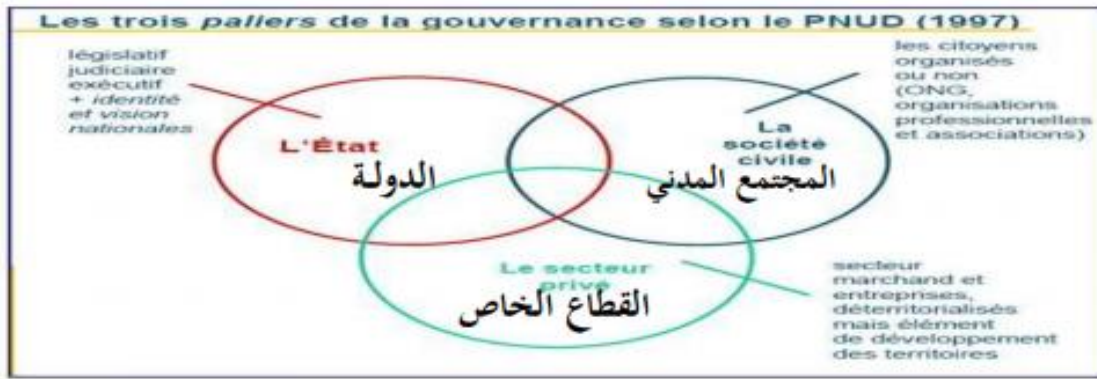 Les trois paliers de la gouvernance selon le PNUD (1997)
législatif
judiciaire
exécutif
+ identité
et vision
nationales
L'État
الدولة
les citoyens
organisés
ou non
(ONG,
organisations
professionnelles
et associations)
La
société
civile
المجتمع المدني
Le secteur
privé
القطاع الخاص
secteur
marchand et
entreprises,
déterritorialisés
mais élément
de développement
des territoires